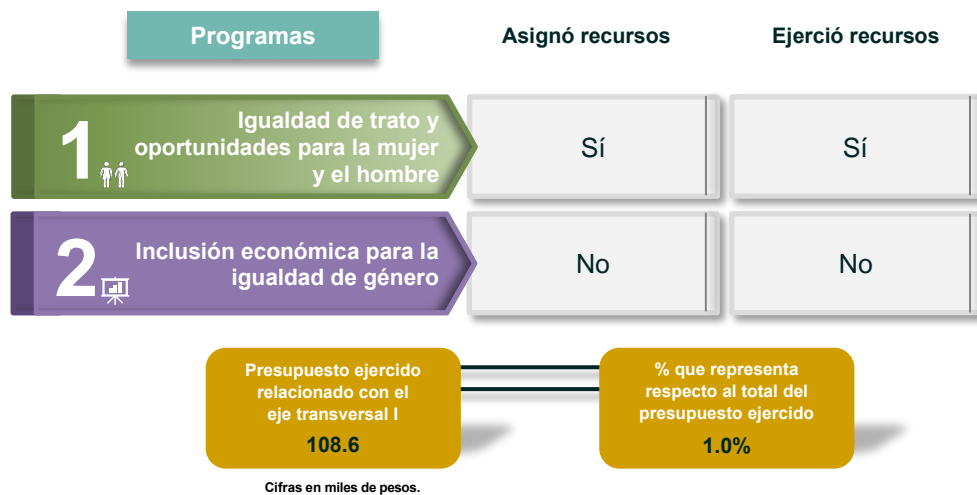 Programas
Asignó recursos
Ejerció recursos
1
Igualdad de trato y
oportunidades para la mujer
y el hombre
Sí
Sí
2
Inclusión económica para la
igualdad de género
No
No
Presupuesto ejercido
relacionado con el
eje transversal I
108.6
% que representa
respecto al total del
presupuesto ejercido
1.0%
Cifras en miles de pesos.